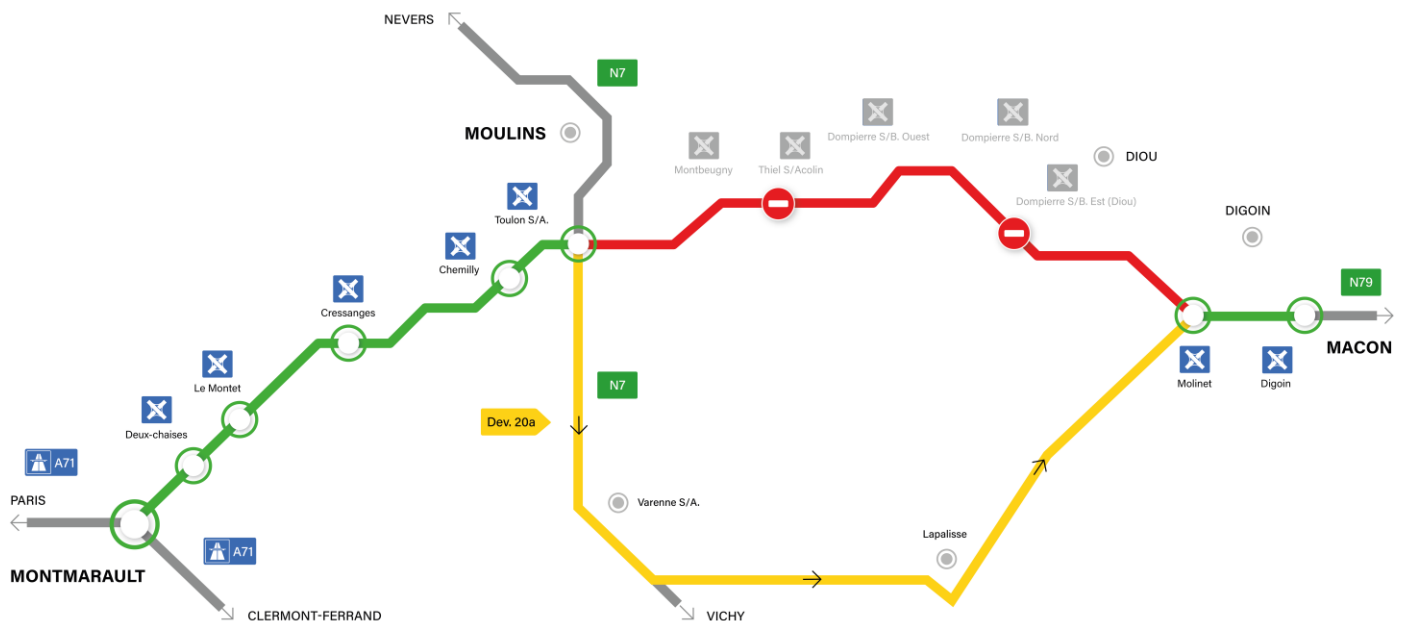 NEVERS
N7
MOULINS
Dompierre S/B. Ouest
Dompierre S/B. Nord
Montbeugny
Thiel S/Acolin
DIOU
Dompierre S/B. Est (Diou)
Toulon S/A.
DIGOIN
Chemilly
N79
Cressanges
MACON
Le Montet
Molinet
Digoin
N7
Dev. 20a
Deux-chaises
A71
PARIS
Varenne S/A.
Lapalisse
A71
MONTMARAULT
CLERMONT-FERRAND
VICHY